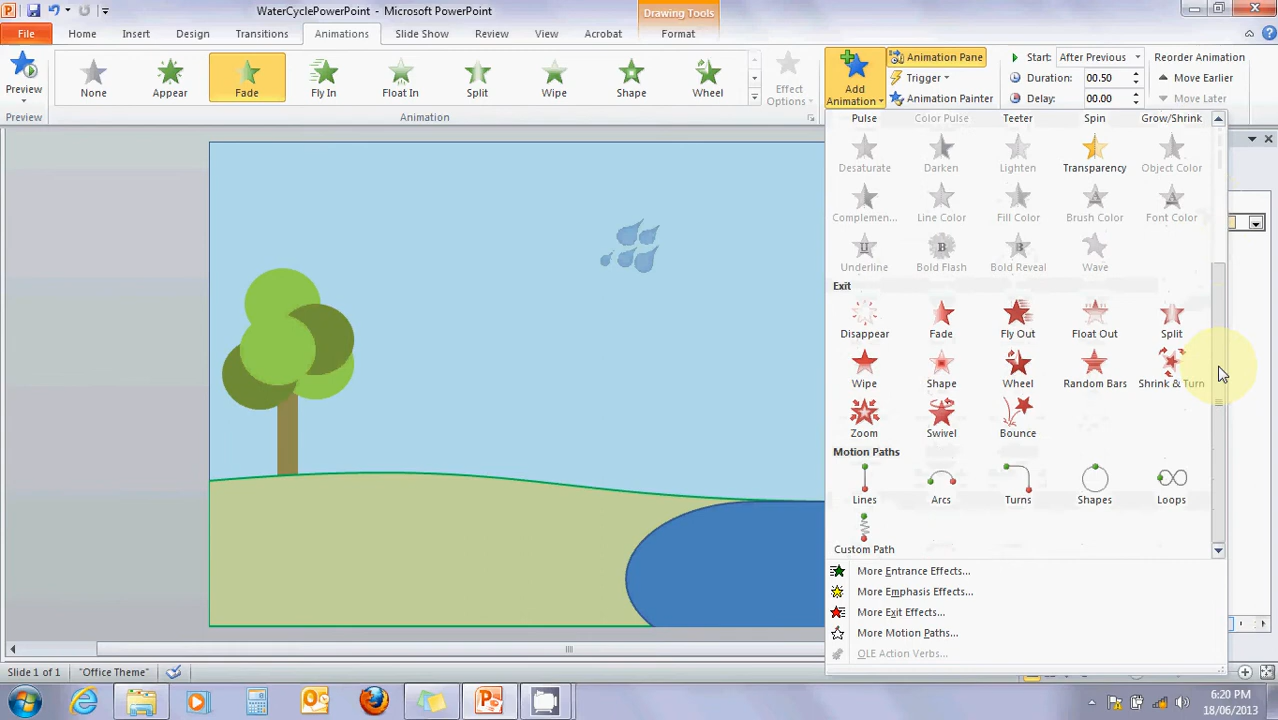 WaterCyclePowerPoint - Microsoft PowerPoint
Drawing Tools
File Home Insert Design Transitions Animations Slide Show Review View Acrobat Format
Preview
None Appear Fade Fly In Float In Split Wipe Shape Wheel
Effect Options
Add Animation
Animation Pane
Trigger
Animation Painter
Start: After Previous
Duration: 00.50
Delay: 00.00
Reorder Animation
Move Earlier
Move Later
Preview
Animation
Pulse Color Pulse Teeter Spin Grow/Shrink
Desaturate Darken Lighten Transparency Object Color
Complemen... Line Color Fill Color Brush Color Font Color
Underline Bold Flash Bold Reveal Wave
Exit
Disappear Fade Fly Out Float Out Split
Wipe Shape Wheel Random Bars Shrink & Turn
Zoom Swivel Bounce
Motion Paths
Lines Arcs Turns Shapes Loops
Custom Path
More Entrance Effects...
More Emphasis Effects...
More Exit Effects...
More Motion Paths...
OLE Action Verbs...
Slide 1 of 1 "Office Theme"
6:20 PM
18/06/2013